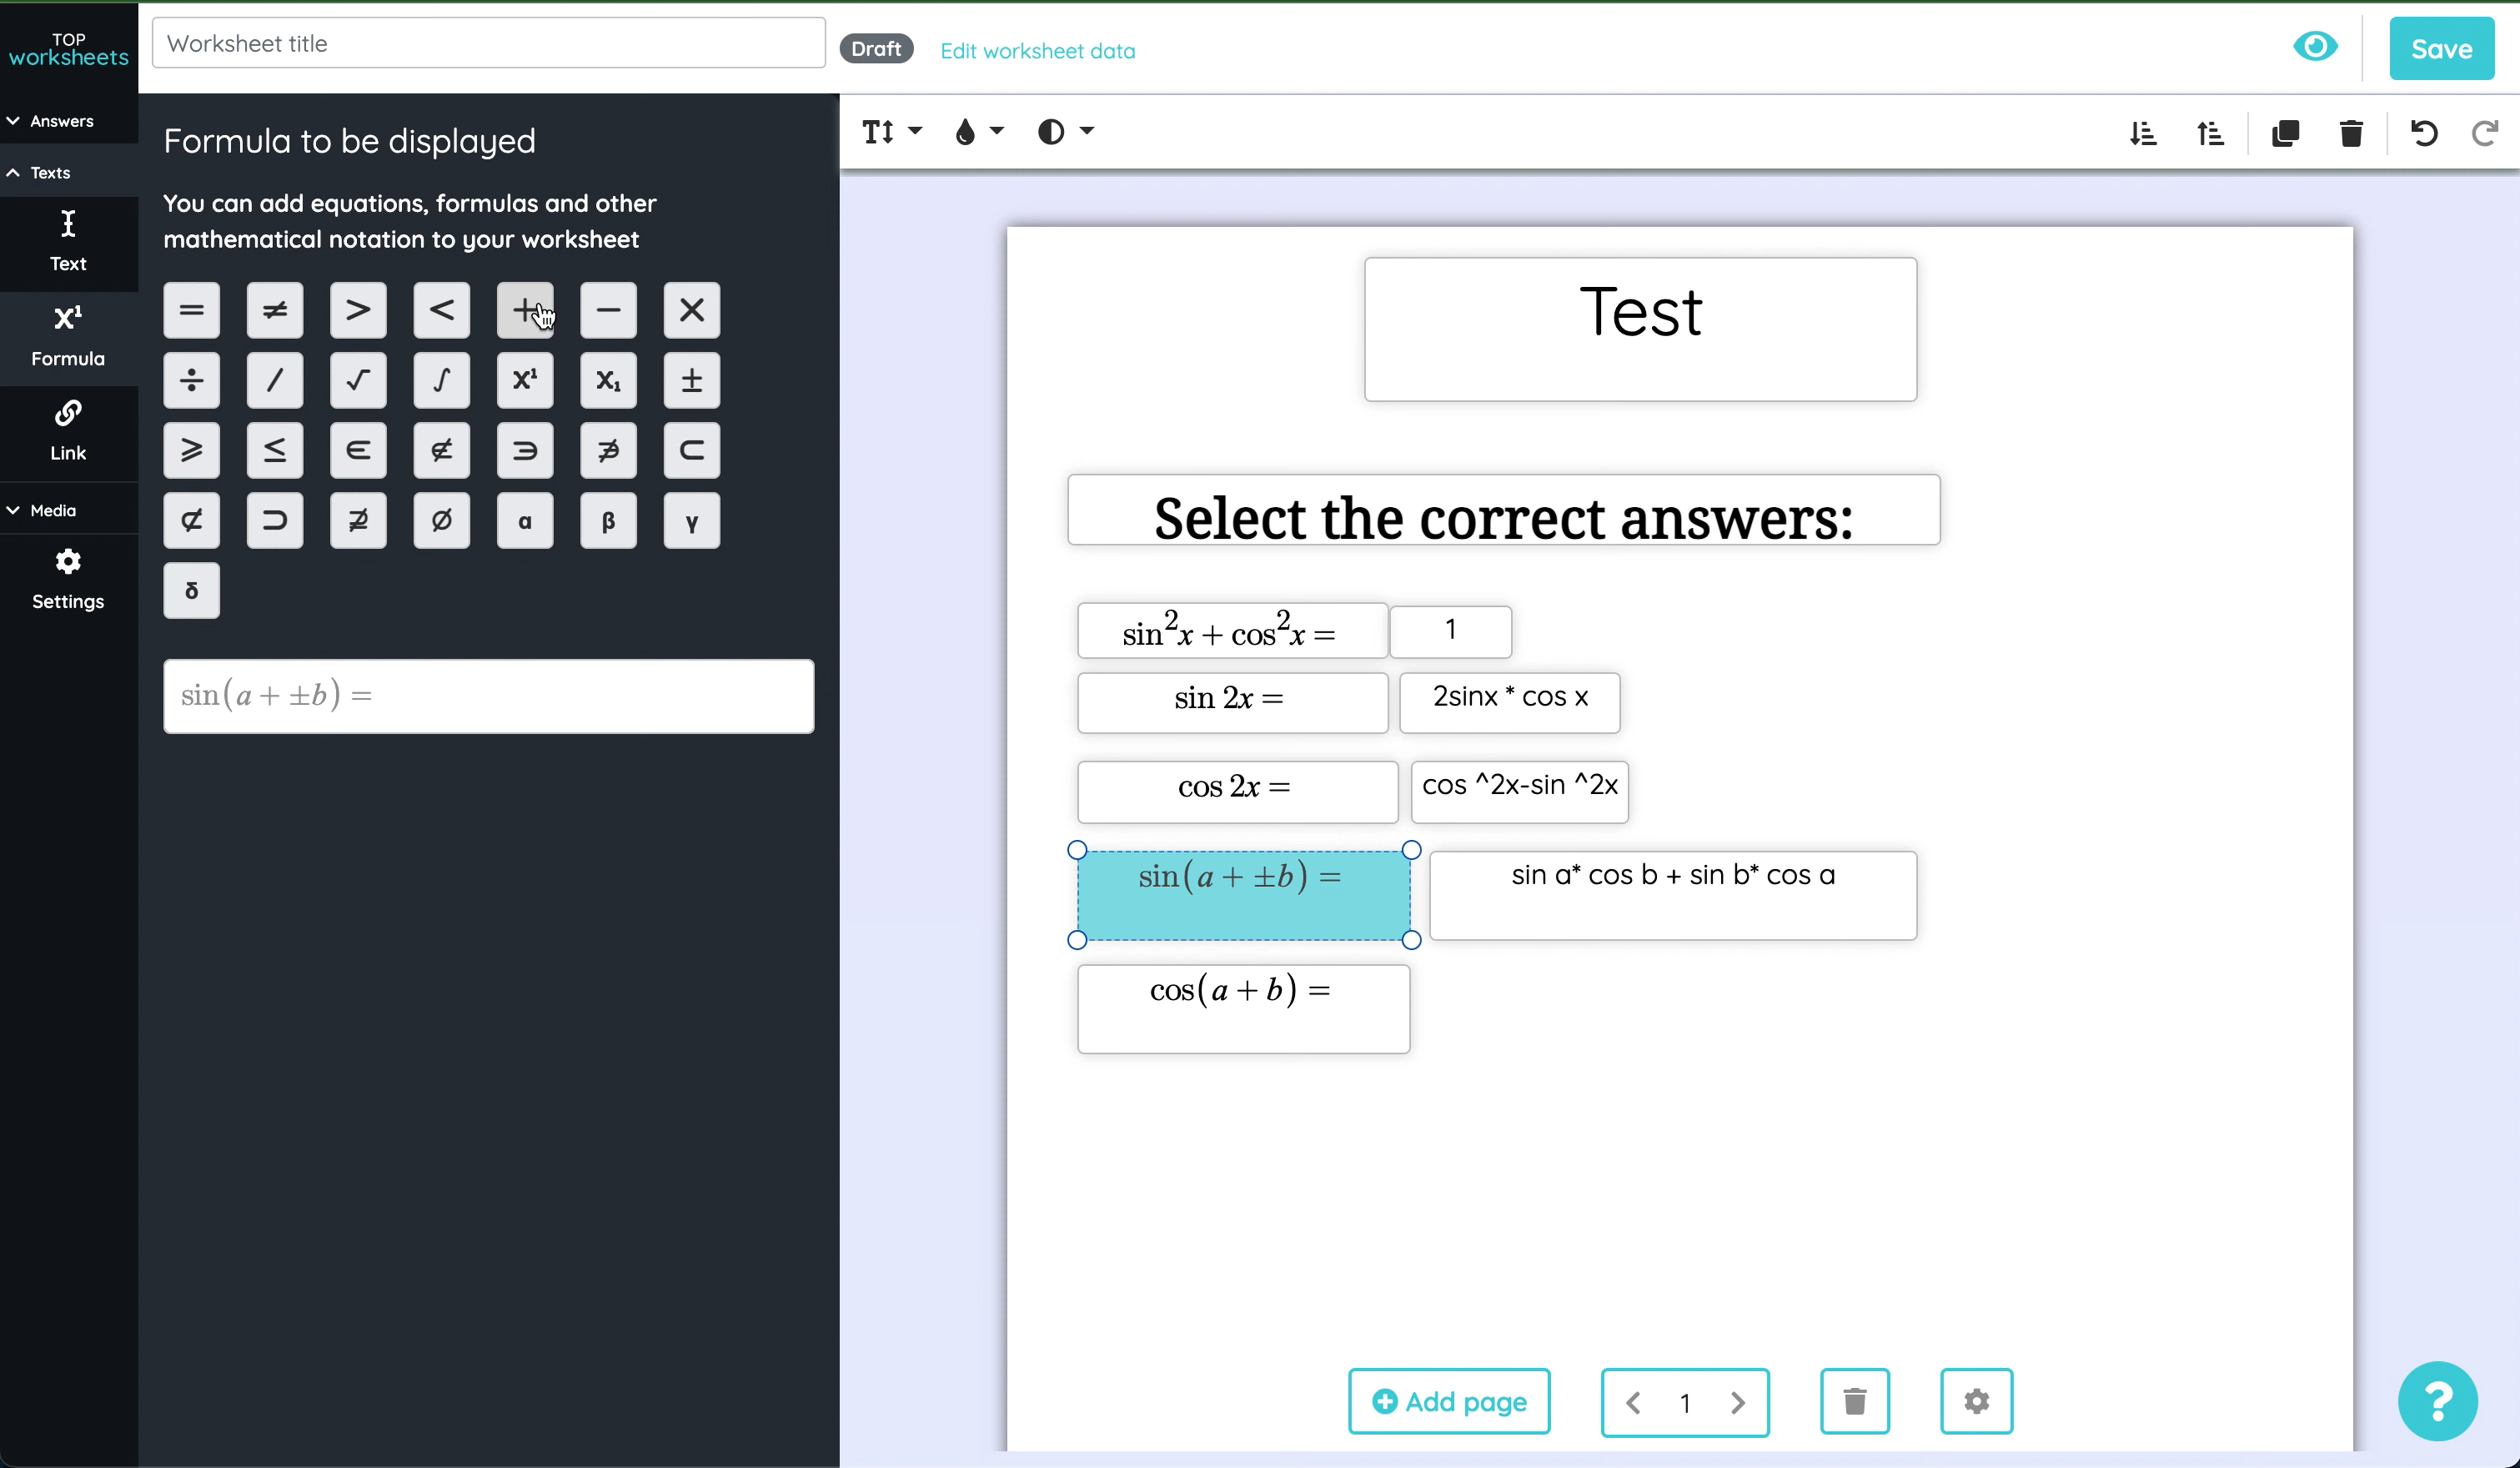 TOP
worksheets
Worksheet title
Draft
Edit worksheet data
Save
Answers
Texts
Text
X¹
Formula
Link
Media
Settings
Formula to be displayed
You can add equations, formulas and other
mathematical notation to your worksheet
= ≠ > < + − ×
÷ / √ ∫ X¹ X₁ ±
⩾ ≤ ∈ ∉ ∋ ∌ ⊂
⊄ ⊃ ⊉ ∅ α β γ
δ
sin(a + ±b) =
T
Test
Select the correct answers:
sin²x + cos²x =
1
sin 2x =
2sinx * cos x
cos 2x =
cos ^2x-sin ^2x
sin(a + ±b) =
sin a* cos b + sin b* cos a
cos(a + b) =
Add page
< 1 >
?